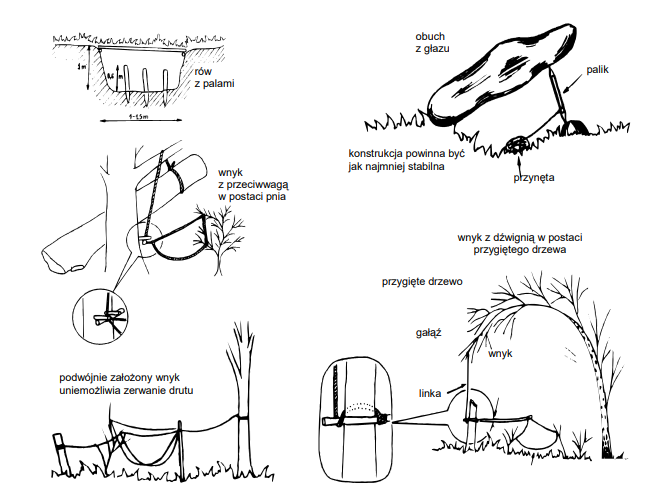 rów
z palami
1 m
0,6 m
1-1,5m
obuch
z głazu
palik
konstrukcja powinna być
jak najmniej stabilna
przynęta
wnyk
z przeciwwagą
w postaci pnia
wnyk z dźwignią w postaci
przygiętego drzewa
przygięte drzewo
gałąź
wnyk
linka
podwójnie założony wnyk
uniemożliwia zerwanie drutu